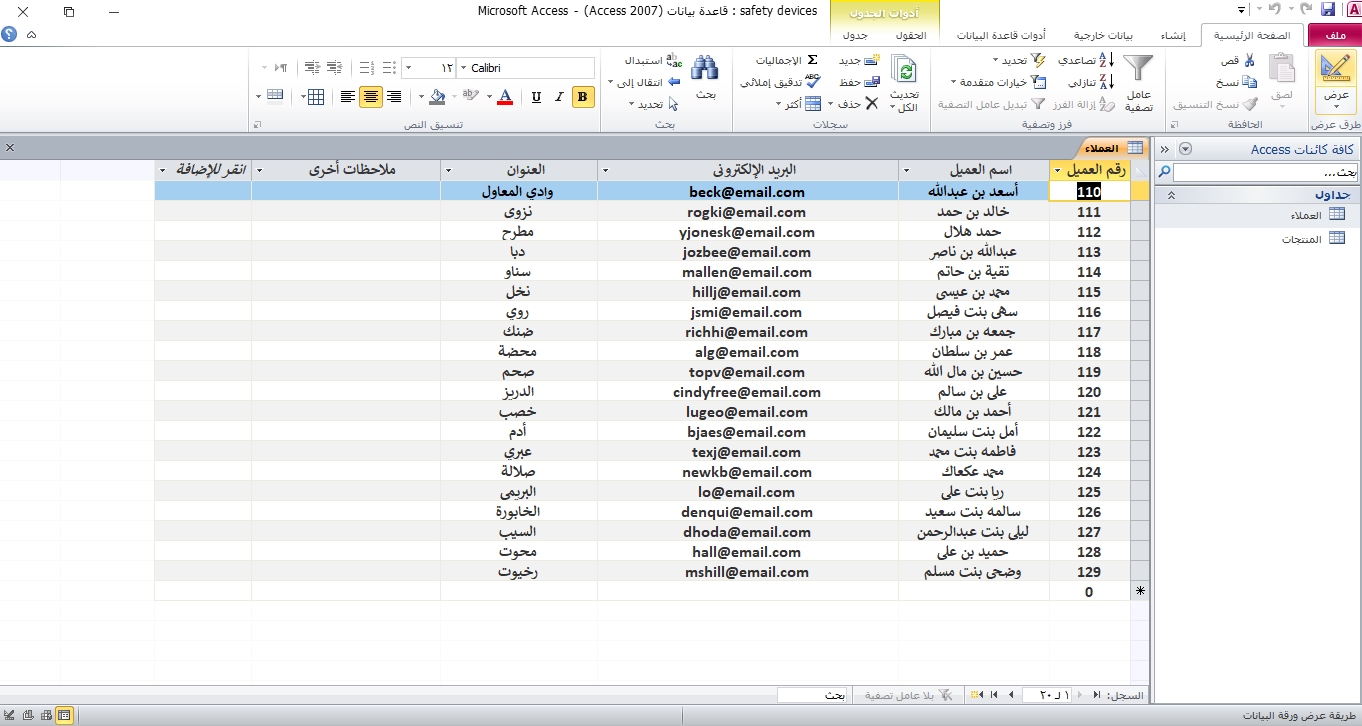 safety devices : قاعدة بيانات (Access 2007) - Microsoft Access
أدوات الجدول
ملف الصفحة الرئيسية إنشاء بيانات خارجية أدوات قاعدة البيانات الحقول جدول
عرض
طرق عرض
لصق
قص
نسخ
نسخ التنسيق
الحافظة
عامل تصفية
تصاعدي
تنازلي
إزالة الفرز
تحديد
خيارات متقدمة
تبديل عامل التصفية
فرز وتصفية
تحديث الكل
جديد
حفظ
حذف
الإجماليات
تدقيق إملائي
أكثر
سجلات
بحث
استبدال
انتقال إلى
تحديد
بحث
Calibri ١٢
B I U A
تنسيق النص
كافة كائنات Access
بحث...
جداول
العملاء
المنتجات
العملاء
رقم العميل اسم العميل البريد الإلكترونى العنوان ملاحظات أخرى انقر للإضافة
110 أسعد بن عبدالله beck@email.com وادي المعاول
111 خالد بن حمد rogki@email.com نزوى
112 حمد هلال yjonesk@email.com مطرح
113 عبدالله بن ناصر jozbee@email.com دبا
114 تقية بن حاتم mallen@email.com سناو
115 محمد بن عيسى hillj@email.com نخل
116 سهى بنت فيصل jsmi@email.com روي
117 جمعه بن مبارك richhi@email.com ضنك
118 عمر بن سلطان alg@email.com محضة
119 حسين بن مال الله topv@email.com صحم
120 على بن سالم cindyfree@email.com الدريز
121 أحمد بن مالك lugeo@email.com خصب
122 أمل بنت سليمان bjaes@email.com أدم
123 فاطمه بنت محمد texj@email.com عبري
124 محمد عكعاك newkb@email.com صلالة
125 ريا بنت على lo@email.com البريمى
126 سالمه بنت سعيد denqui@email.com الخابورة
127 ليلى بنت عبدالرحمن dhoda@email.com السيب
128 حميد بن على hall@email.com محوت
129 وضحى بنت مسلم mshill@email.com رخيوت
0
السجل: ١ لـ ٢٠ بلا عامل تصفية بحث
طريقة عرض ورقة البيانات